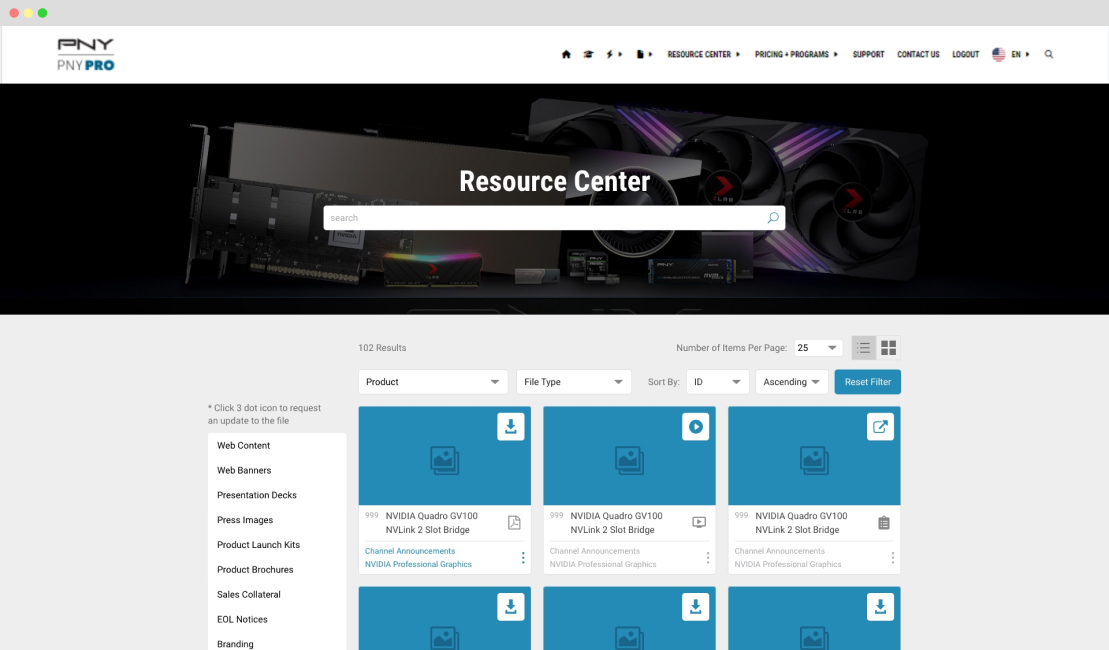 PNY
PNY PRO
RESOURCE CENTER
PRICING + PROGRAMS
SUPPORT
CONTACT US
LOGOUT
EN
Resource Center
search
102 Results
Number of Items Per Page:
25
Product
File Type
Sort By:
ID
Ascending
Reset Filter
* Click 3 dot icon to request
an update to the file
Web Content
Web Banners
Presentation Decks
Press Images
Product Launch Kits
Product Brochures
Sales Collateral
EOL Notices
Branding
999 NVIDIA Quadro GV100
NVLink 2 Slot Bridge
Channel Announcements
NVIDIA Professional Graphics
999 NVIDIA Quadro GV100
NVLink 2 Slot Bridge
Channel Announcements
NVIDIA Professional Graphics
999 NVIDIA Quadro GV100
NVLink 2 Slot Bridge
Channel Announcements
NVIDIA Professional Graphics